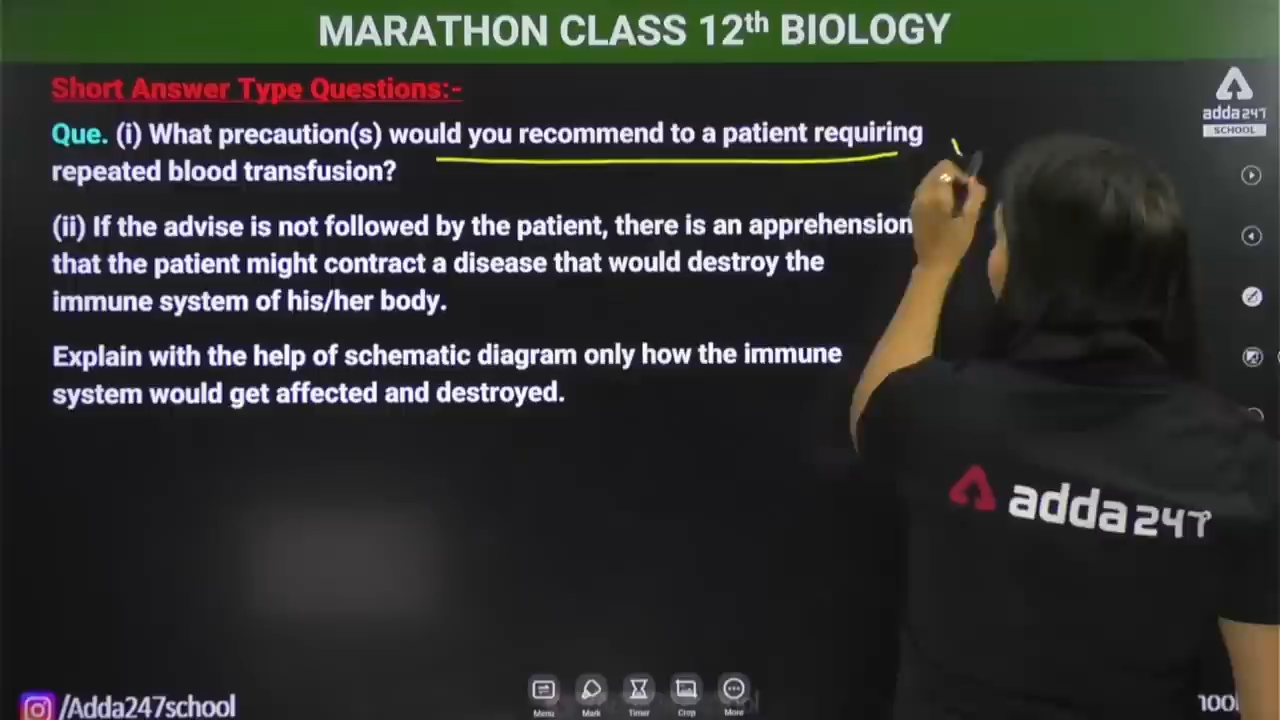 MARATHON CLASS 12th BIOLOGY
Short Answer Type Questions:-
Que. (i) What precaution(s) would you recommend to a patient requiring
repeated blood transfusion?
(ii) If the advise is not followed by the patient, there is an apprehension
that the patient might contract a disease that would destroy the
immune system of his/her body.
Explain with the help of schematic diagram only how the immune
system would get affected and destroyed.
adda247
SCHOOL
adda247
Menu
Mark
Timer
Crop
More
/Adda247school